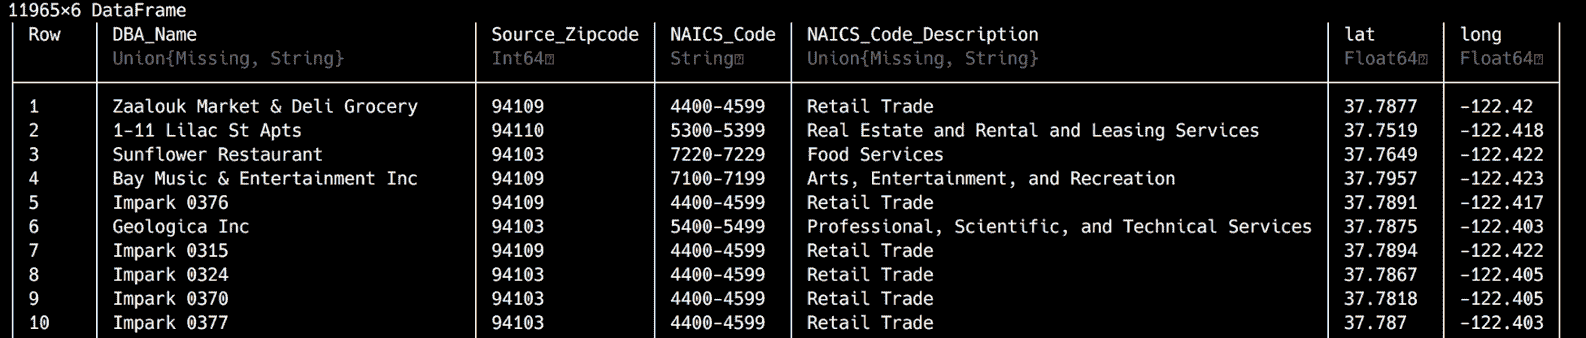 11965×6 DataFrame
Row DBA_Name Source_Zipcode NAICS_Code NAICS_Code_Description lat long
Union{Missing, String} Int64⍰ String⍰ Union{Missing, String} Float64⍰ Float64⍰
1 Zaalouk Market & Deli Grocery 94109 4400-4599 Retail Trade 37.7877 -122.42
2 1-11 Lilac St Apts 94110 5300-5399 Real Estate and Rental and Leasing Services 37.7519 -122.418
3 Sunflower Restaurant 94103 7220-7229 Food Services 37.7649 -122.422
4 Bay Music & Entertainment Inc 94109 7100-7199 Arts, Entertainment, and Recreation 37.7957 -122.423
5 Impark 0376 94109 4400-4599 Retail Trade 37.7891 -122.417
6 Geologica Inc 94103 5400-5499 Professional, Scientific, and Technical Services 37.7875 -122.403
7 Impark 0315 94109 4400-4599 Retail Trade 37.7894 -122.422
8 Impark 0324 94103 4400-4599 Retail Trade 37.7867 -122.405
9 Impark 0370 94103 4400-4599 Retail Trade 37.7818 -122.405
10 Impark 0377 94103 4400-4599 Retail Trade 37.787 -122.403